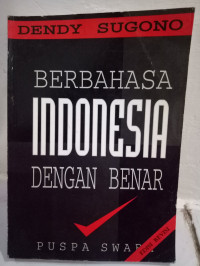 DENDY SUGONO
BERBAHASA
INDONESIA
DENGAN BENAR
PUSPA SWAR